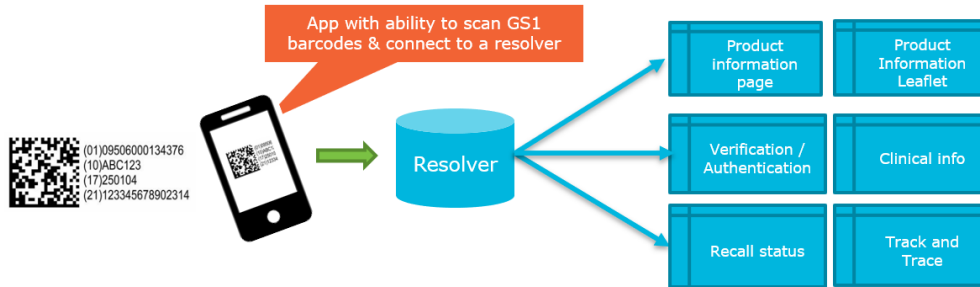 App with ability to scan GS1
barcodes & connect to a resolver
(01)09506000134376
(10)ABC123
(17)250104
(21)123345678902314
Resolver
Product
information
page
Product
Information
Leaflet
Verification /
Authentication
Clinical info
Recall status
Track and
Trace